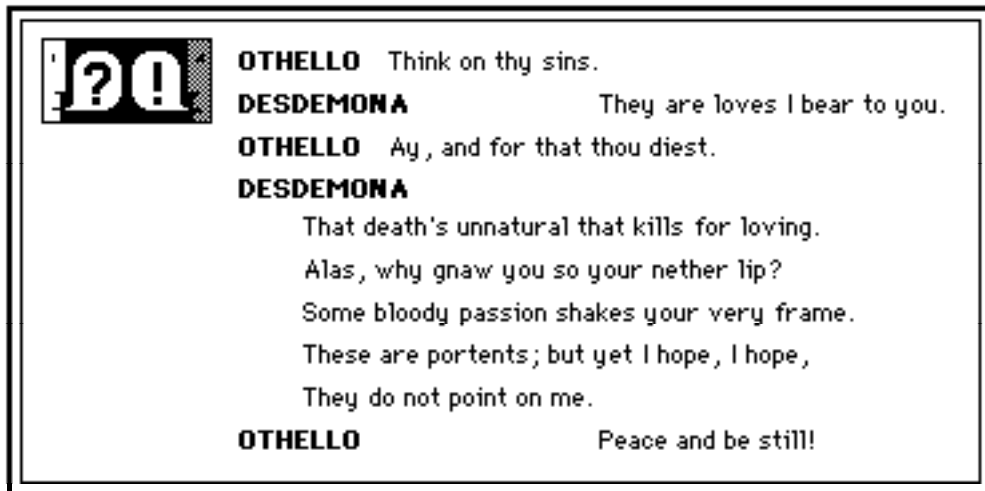 ? !
OTHELLO Think on thy sins.
DESDEMONA They are loves I bear to you.
OTHELLO Ay, and for that thou diest.
DESDEMONA
That death's unnatural that kills for loving.
Alas, why gnaw you so your nether lip?
Some bloody passion shakes your very frame.
These are portents; but yet I hope, I hope,
They do not point on me.
OTHELLO Peace and be still!